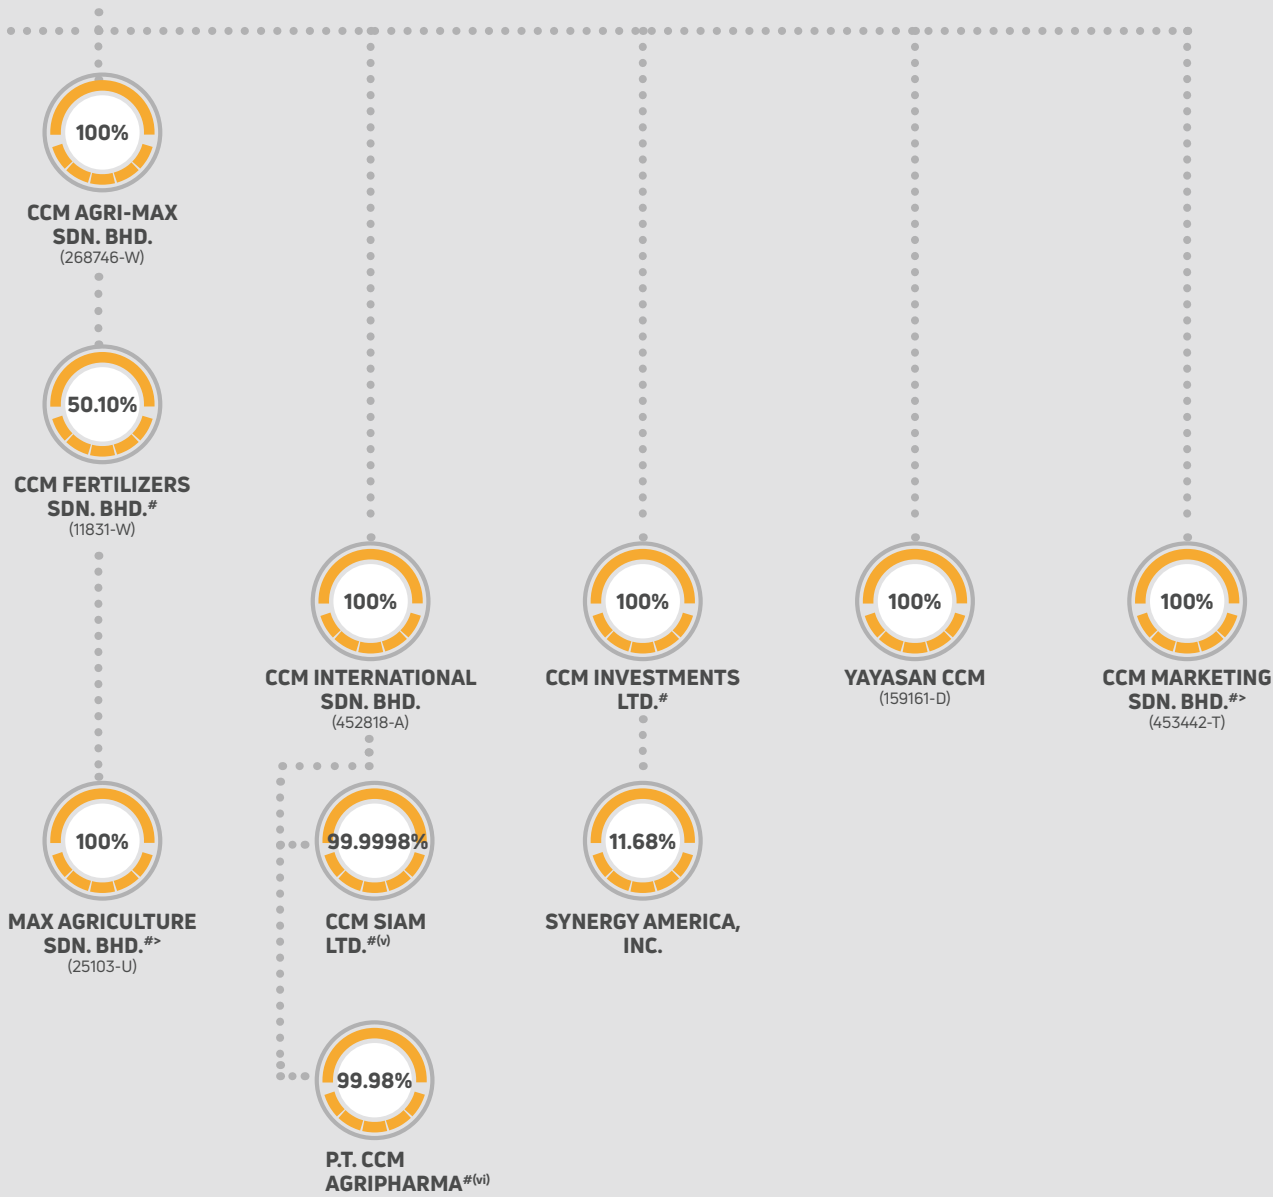 100%
CCM AGRI-MAX
SDN. BHD.
(268746-W)
50.10%
CCM FERTILIZERS
SDN. BHD.#
(11831-W)
100%
MAX AGRICULTURE
SDN. BHD.#>
(25103-U)
100%
CCM INTERNATIONAL
SDN. BHD.
(452818-A)
99.9998%
CCM SIAM
LTD.#(v)
99.98%
P.T. CCM
AGRIPHARMA#(vi)
100%
CCM INVESTMENTS
LTD.#
11.68%
SYNERGY AMERICA,
INC.
100%
YAYASAN CCM
(159161-D)
100%
CCM MARKETING
SDN. BHD.#>
(453442-T)